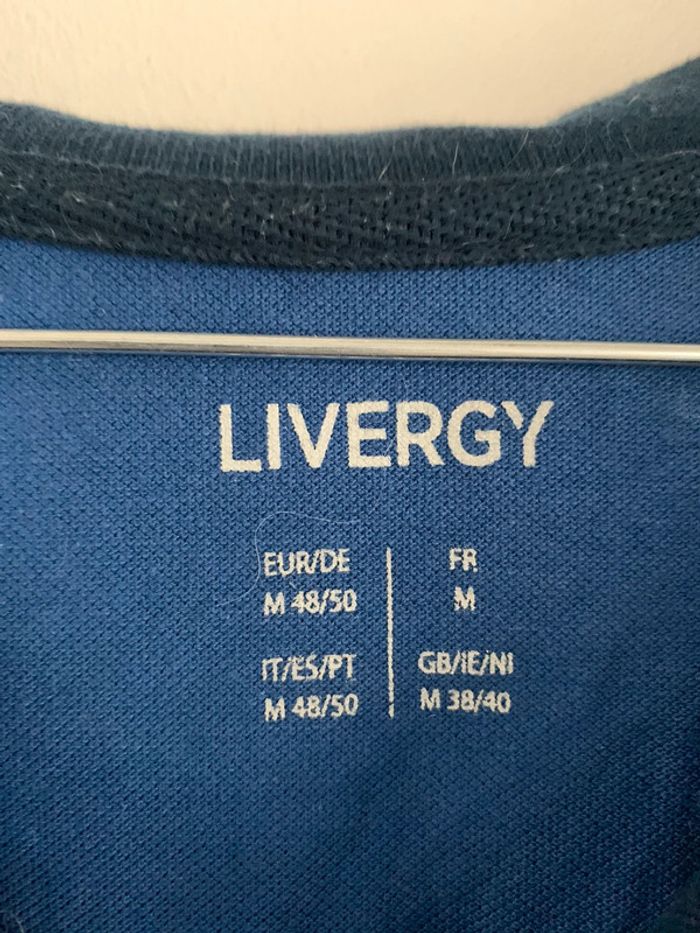 LIVERGY
EUR/DE
M 48/50
FR
M
IT/ES/PT
M 48/50
GB/IE/NI
M 38/40